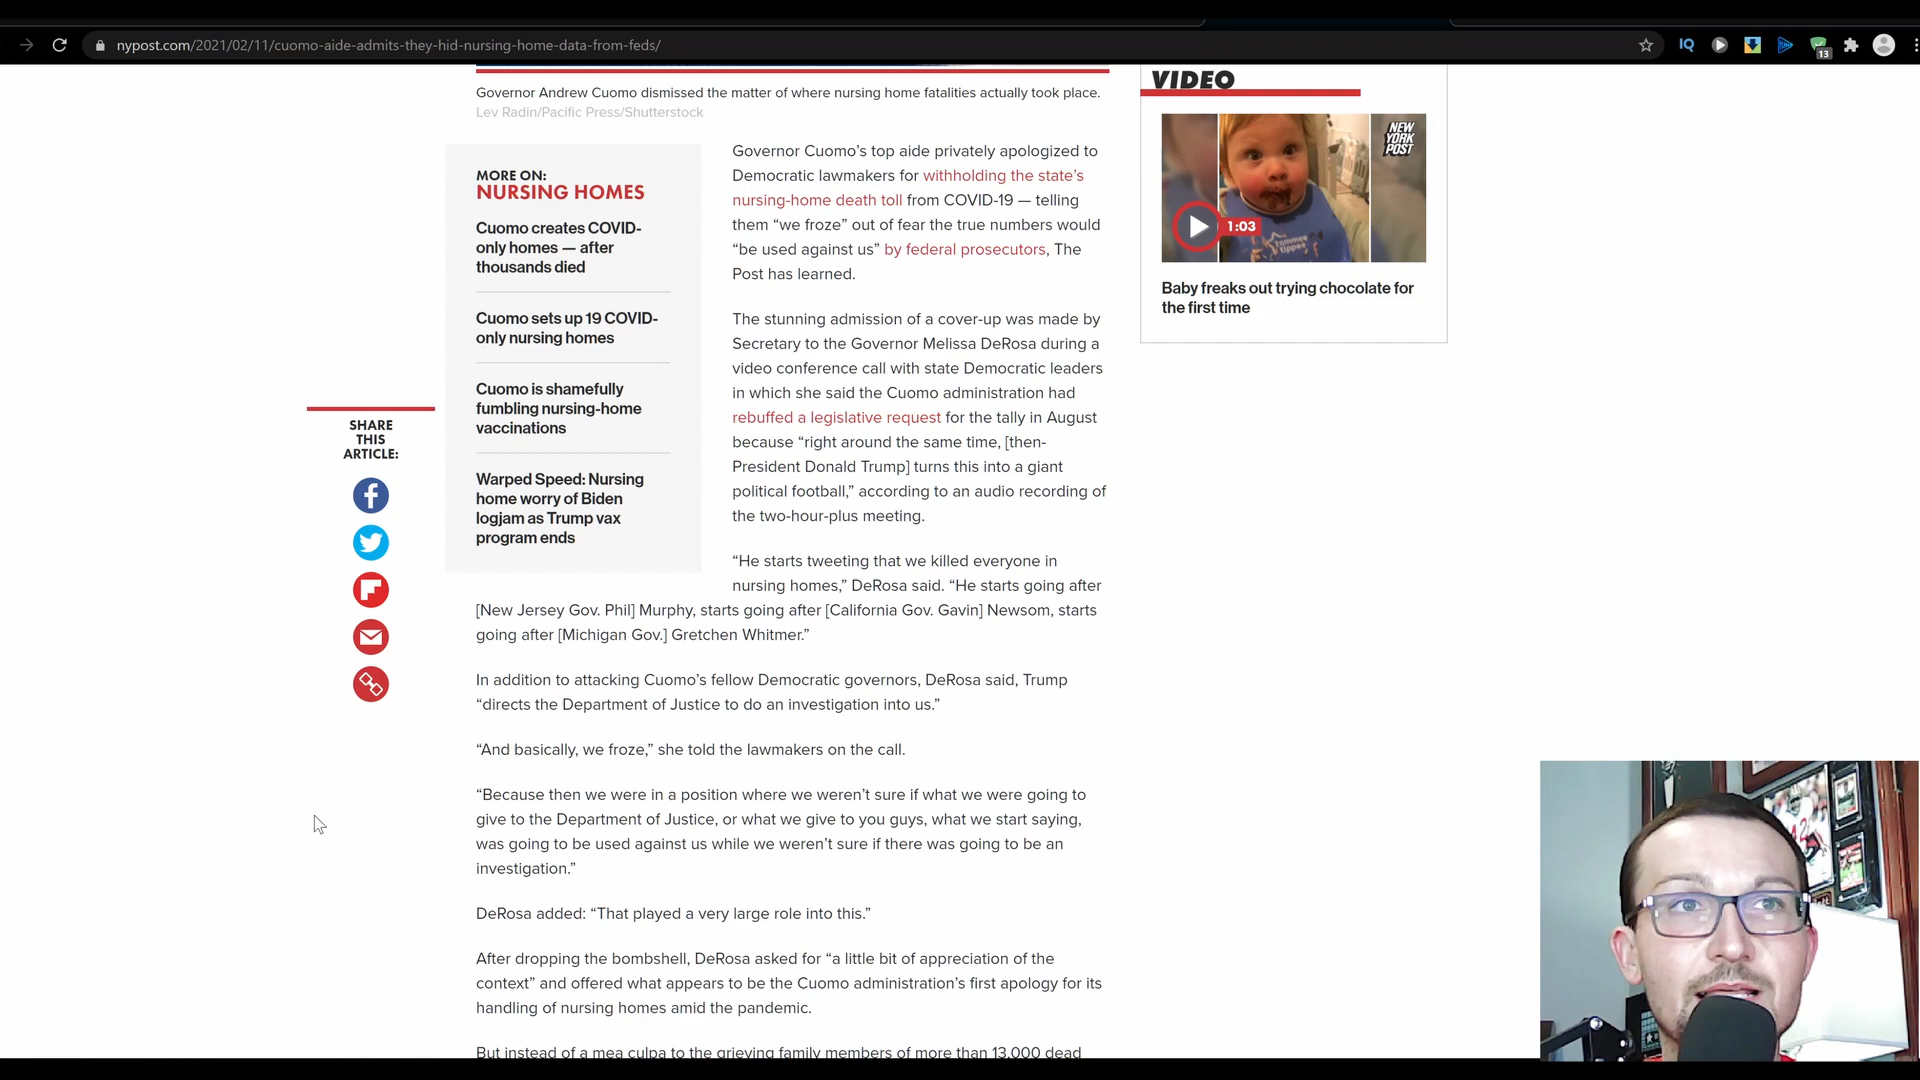 nypost.com/2021/02/11/cuomo-aide-admits-they-hid-nursing-home-data-from-feds/
IQ
13
Governor Andrew Cuomo dismissed the matter of where nursing home fatalities actually took place.
Lev Radin/Pacific Press/Shutterstock
MORE ON:
NURSING HOMES
Cuomo creates COVID-
only homes — after
thousands died
Cuomo sets up 19 COVID-
only nursing homes
Cuomo is shamefully
fumbling nursing-home
vaccinations
Warped Speed: Nursing
home worry of Biden
logjam as Trump vax
program ends
SHARE
THIS
ARTICLE:
Governor Cuomo’s top aide privately apologized to
Democratic lawmakers for withholding the state’s
nursing-home death toll from COVID-19 — telling
them “we froze” out of fear the true numbers would
“be used against us” by federal prosecutors, The
Post has learned.
The stunning admission of a cover-up was made by
Secretary to the Governor Melissa DeRosa during a
video conference call with state Democratic leaders
in which she said the Cuomo administration had
rebuffed a legislative request for the tally in August
because “right around the same time, [then-
President Donald Trump] turns this into a giant
political football,” according to an audio recording of
the two-hour-plus meeting.
“He starts tweeting that we killed everyone in
nursing homes,” DeRosa said. “He starts going after
[New Jersey Gov. Phil] Murphy, starts going after [California Gov. Gavin] Newsom, starts
going after [Michigan Gov.] Gretchen Whitmer.”
In addition to attacking Cuomo’s fellow Democratic governors, DeRosa said, Trump
“directs the Department of Justice to do an investigation into us.”
“And basically, we froze,” she told the lawmakers on the call.
“Because then we were in a position where we weren’t sure if what we were going to
give to the Department of Justice, or what we give to you guys, what we start saying,
was going to be used against us while we weren’t sure if there was going to be an
investigation.”
DeRosa added: “That played a very large role into this.”
After dropping the bombshell, DeRosa asked for “a little bit of appreciation of the
context” and offered what appears to be the Cuomo administration’s first apology for its
handling of nursing homes amid the pandemic.
But instead of a mea culpa to the grieving family members of more than 13,000 dead
VIDEO
NEW
YORK
POST
1:03
Tommee
Tippee
Baby freaks out trying chocolate for
the first time